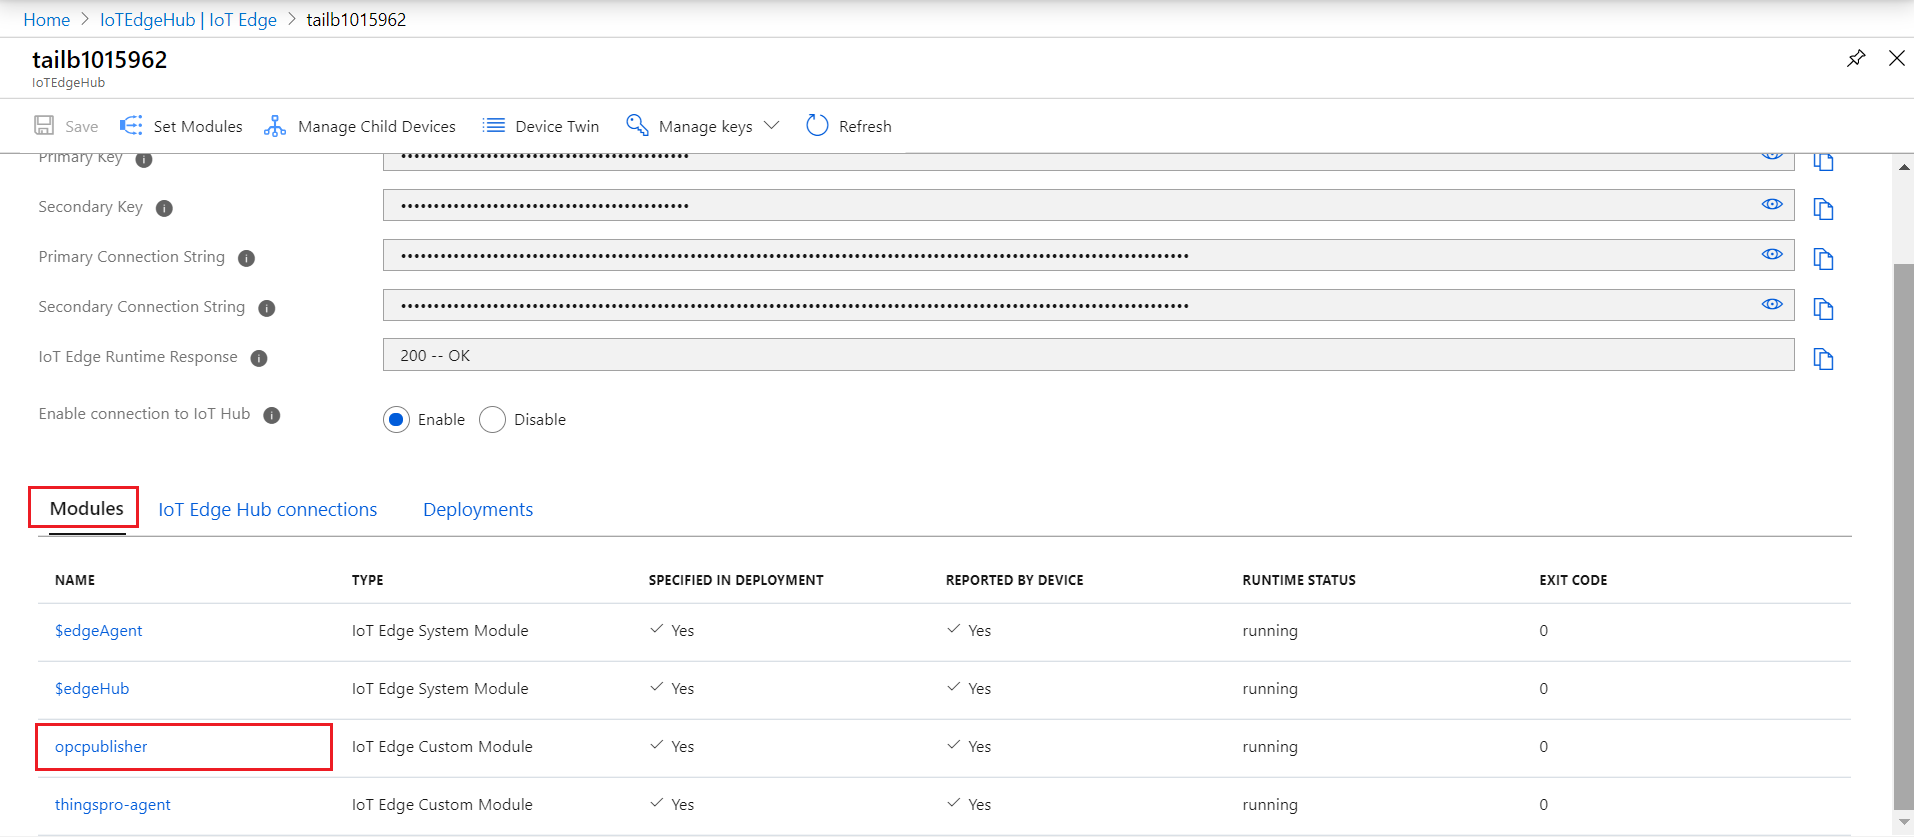 Home > IoTEdgeHub | IoT Edge > tailb1015962
tailb1015962
IoTEdgeHub
Save Set Modules Manage Child Devices Device Twin Manage keys Refresh
Primary Key
Secondary Key
Primary Connection String
Secondary Connection String
IoT Edge Runtime Response 200 -- OK
Enable connection to IoT Hub Enable Disable
Modules IoT Edge Hub connections Deployments
NAME TYPE SPECIFIED IN DEPLOYMENT REPORTED BY DEVICE RUNTIME STATUS EXIT CODE
$edgeAgent IoT Edge System Module Yes Yes running 0
$edgeHub IoT Edge System Module Yes Yes running 0
opcpublisher IoT Edge Custom Module Yes Yes running 0
thingspro-agent IoT Edge Custom Module Yes Yes running 0